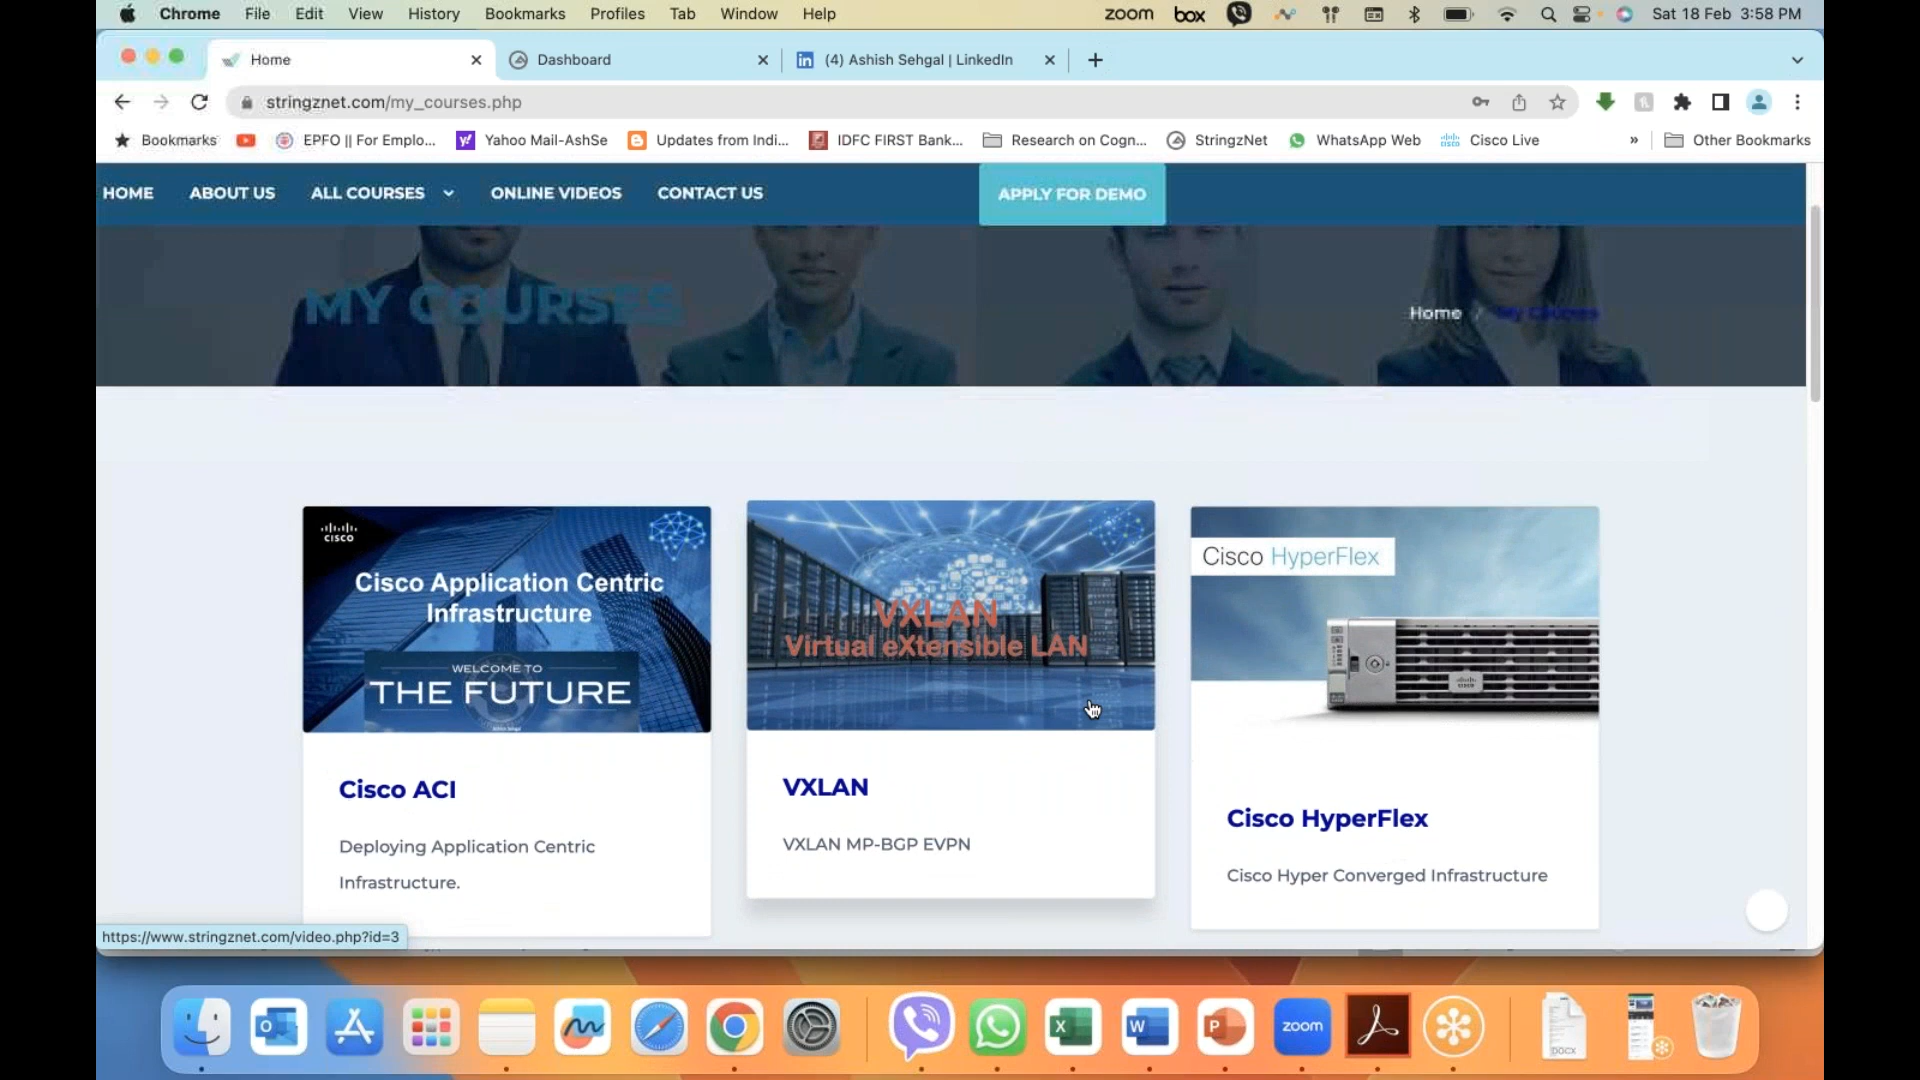 Chrome File Edit View History Bookmarks Profiles Tab Window Help zoom box Sat 18 Feb 3:58 PM
Home Dashboard in (4) Ashish Sehgal | LinkedIn
stringznet.com/my_courses.php
Bookmarks EPFO || For Emplo... Yahoo Mail-AshSe Updates from Indi... IDFC FIRST Bank... Research on Cogn... StringzNet WhatsApp Web Cisco Live » Other Bookmarks
HOME ABOUT US ALL COURSES ONLINE VIDEOS CONTACT US APPLY FOR DEMO
MY COURSES
Home / My Courses
CISCO
Cisco Application Centric
Infrastructure
WELCOME TO
THE FUTURE
VXLAN
Virtual eXtensible LAN
Cisco HyperFlex
Cisco ACI
Deploying Application Centric
Infrastructure.
VXLAN
VXLAN MP-BGP EVPN
Cisco HyperFlex
Cisco Hyper Converged Infrastructure
https://www.stringznet.com/video.php?id=3
zoom
DOCX